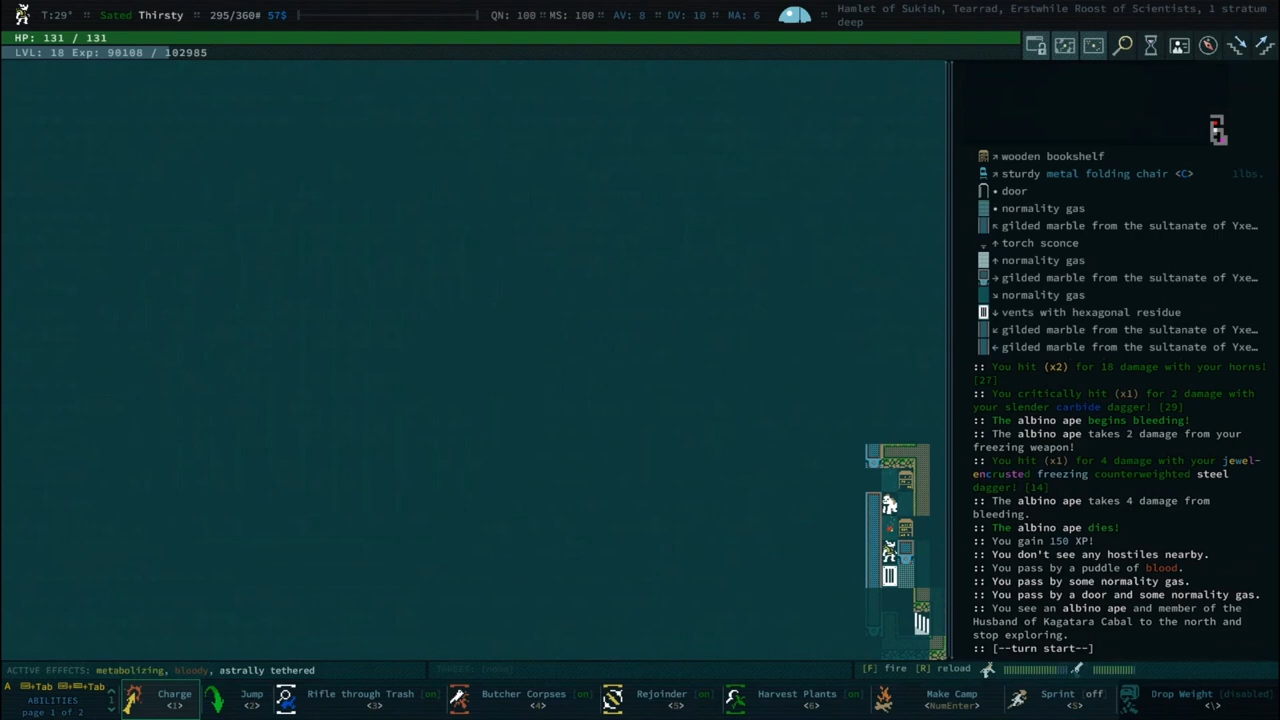 T:29° :: Sated Thirsty :: 295/360# 57$ QN: 100 :: MS: 100 :: AV: 8 :: DV: 10 :: MA: 6 :: Hamlet of Sukish, Tearrad, Erstwhile Roost of Scientists, 1 stratum
deep
HP: 131 / 131
LVL: 18 Exp: 90108 / 102985
wooden bookshelf
sturdy metal folding chair <C> 1lbs.
door
normality gas
gilded marble from the sultanate of Yxe…
torch sconce
normality gas
gilded marble from the sultanate of Yxe…
normality gas
vents with hexagonal residue
gilded marble from the sultanate of Yxe…
gilded marble from the sultanate of Yxe…
:: You hit (x2) for 18 damage with your horns!
[27]
:: You critically hit (x1) for 2 damage with
your slender carbide dagger! [29]
:: The albino ape begins bleeding!
:: The albino ape takes 2 damage from your
freezing weapon!
:: You hit (x1) for 4 damage with your jewel-
encrusted freezing counterweighted steel
dagger! [14]
:: The albino ape takes 4 damage from
bleeding.
:: The albino ape dies!
:: You gain 150 XP!
:: You don't see any hostiles nearby.
:: You pass by a puddle of blood.
:: You pass by some normality gas.
:: You pass by a door and some normality gas.
:: You see an albino ape and member of the
Husband of Kagatara Cabal to the north and
stop exploring.
:: [--turn start--]
ACTIVE EFFECTS: metabolizing, bloody, astrally tethered
TARGET: [none]
[F] fire [R] reload
A +Tab +Tab
ABILITIES
page 1 of 2
1
Charge
<1>
Jump
<2>
Rifle through Trash [on]
<3>
Butcher Corpses [on]
<4>
Rejoinder [on]
<5>
Harvest Plants [on]
<6>
Make Camp
<NumEnter>
Sprint [off]
<S>
Drop Weight [disabled]
<\>